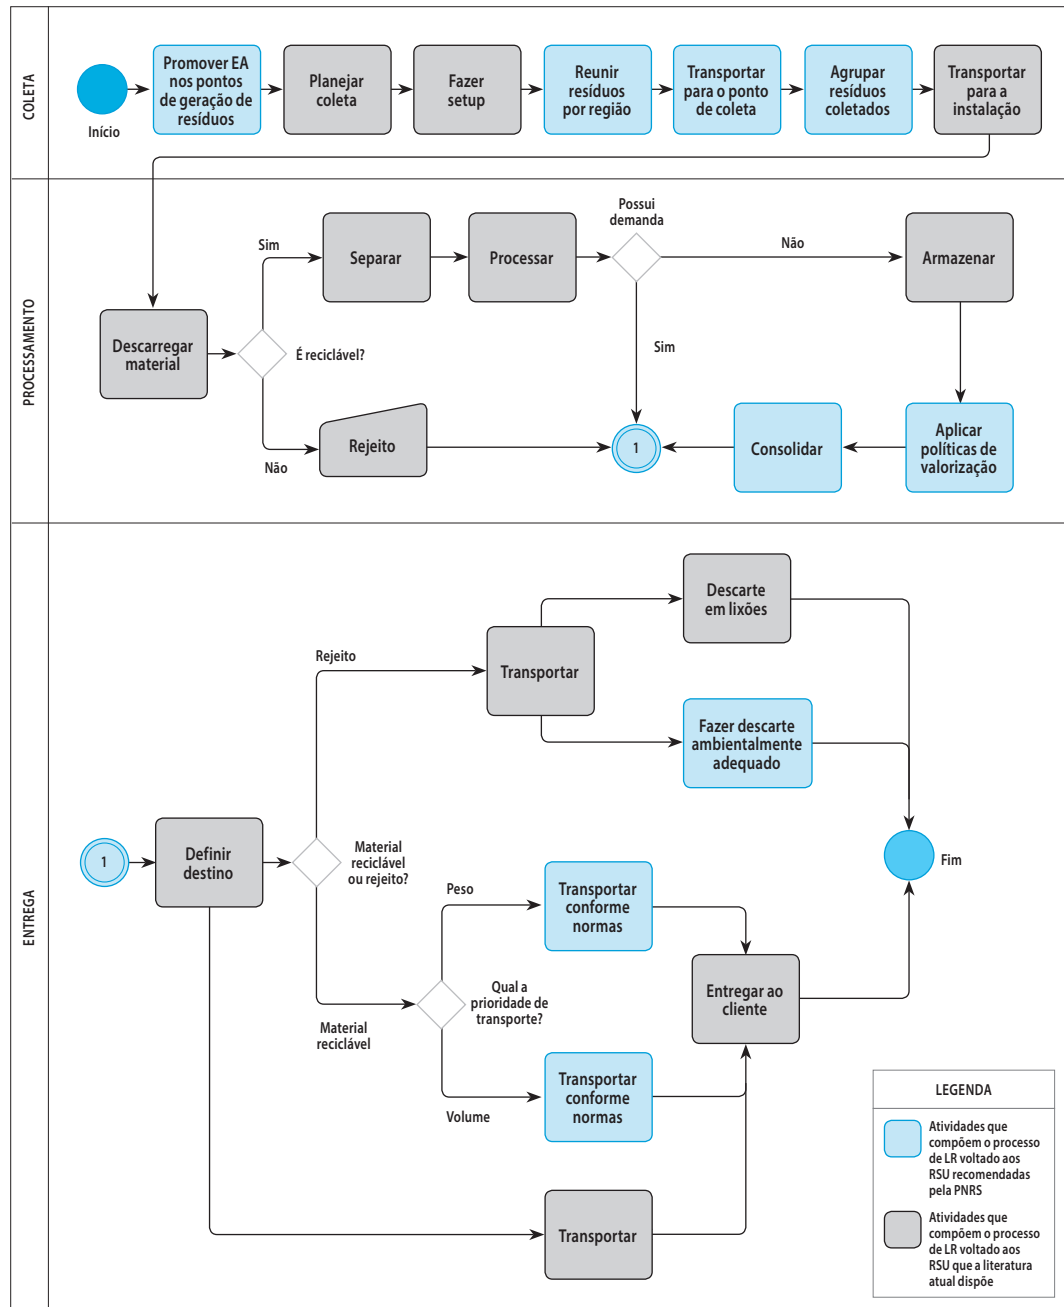 COLETA
Início
Promover EA
nos pontos
de geração de
resíduos
Planejar
coleta
Fazer
setup
Reunir
resíduos
por região
Transportar
para o ponto
de coleta
Agrupar
resíduos
coletados
Transportar
para a
instalação
PROCESSAMENTO
Descarregar
material
É reciclável?
Sim
Não
Separar
Processar
Rejeito
Possui
demanda
Não
Sim
Armazenar
Aplicar
políticas de
valorização
Consolidar
1
ENTREGA
1
Definir
destino
Material
reciclável
ou rejeito?
Rejeito
Transportar
Descarte
em lixões
Fazer descarte
ambientalmente
adequado
Fim
Material
reciclável
Qual a
prioridade de
transporte?
Peso
Transportar
conforme
normas
Volume
Transportar
conforme
normas
Entregar ao
cliente
Transportar
LEGENDA
Atividades que
compõem o processo
de LR voltado aos
RSU recomendadas
pela PNRS
Atividades que
compõem o processo
de LR voltado aos
RSU que a literatura
atual dispõe